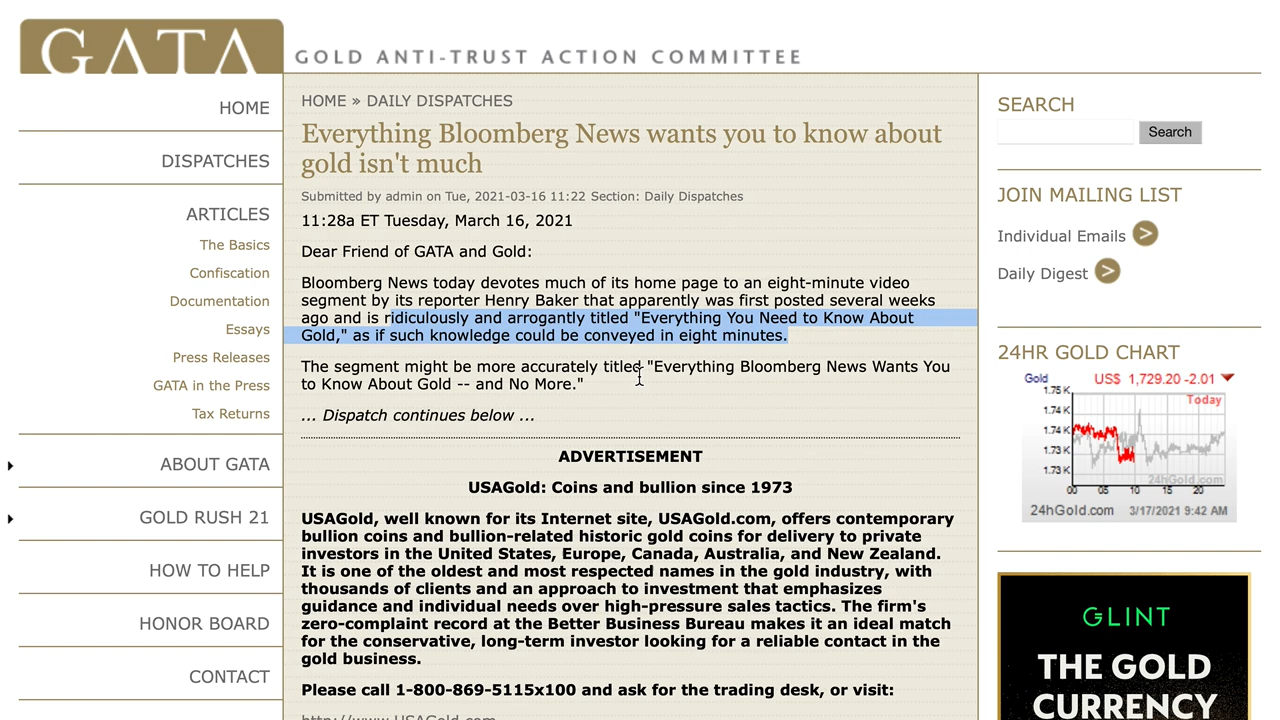 GATA
GOLD ANTI-TRUST ACTION COMMITTEE
HOME
DISPATCHES
ARTICLES
The Basics
Confiscation
Documentation
Essays
Press Releases
GATA in the Press
Tax Returns
ABOUT GATA
GOLD RUSH 21
HOW TO HELP
HONOR BOARD
CONTACT
HOME » DAILY DISPATCHES
Everything Bloomberg News wants you to know about
gold isn't much
Submitted by admin on Tue, 2021-03-16 11:22 Section: Daily Dispatches
11:28a ET Tuesday, March 16, 2021
Dear Friend of GATA and Gold:
Bloomberg News today devotes much of its home page to an eight-minute video
segment by its reporter Henry Baker that apparently was first posted several weeks
ago and is ridiculously and arrogantly titled "Everything You Need to Know About
Gold," as if such knowledge could be conveyed in eight minutes.
The segment might be more accurately titled "Everything Bloomberg News Wants You
to Know About Gold -- and No More."
... Dispatch continues below ...
ADVERTISEMENT
USAGold: Coins and bullion since 1973
USAGold, well known for its Internet site, USAGold.com, offers contemporary
bullion coins and bullion-related historic gold coins for delivery to private
investors in the United States, Europe, Canada, Australia, and New Zealand.
It is one of the oldest and most respected names in the gold industry, with
thousands of clients and an approach to investment that emphasizes
guidance and individual needs over high-pressure sales tactics. The firm's
zero-complaint record at the Better Business Bureau makes it an ideal match
for the conservative, long-term investor looking for a reliable contact in the
gold business.
Please call 1-800-869-5115x100 and ask for the trading desk, or visit:
http://www.USAGold.com
SEARCH
Search
JOIN MAILING LIST
Individual Emails >
Daily Digest >
24HR GOLD CHART
Gold US$ 1,729.20 -2.01
Today
1.75 K
1.74 K
1.74 K
1.73 K
1.73 K
00 05 10 15 20
24hGold.com
24hGold.com 3/17/2021 9:42 AM
GLINT
THE GOLD
CURRENCY